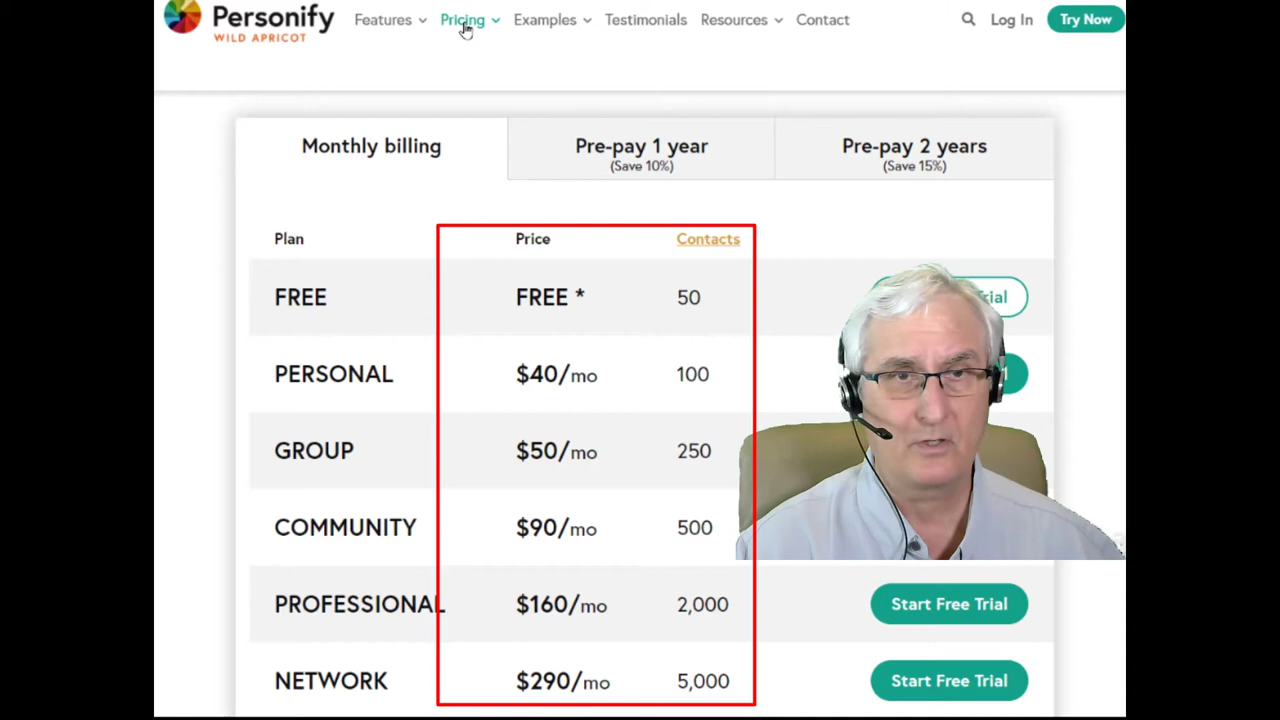 Personify
WILD APRICOT
Features Pricing Examples Testimonials Resources Contact Log In Try Now
Monthly billing
Pre-pay 1 year
(Save 10%)
Pre-pay 2 years
(Save 15%)
Plan Price Contacts
FREE FREE * 50
PERSONAL $40/mo 100
GROUP $50/mo 250
COMMUNITY $90/mo 500
PROFESSIONAL $160/mo 2,000 Start Free Trial
NETWORK $290/mo 5,000 Start Free Trial